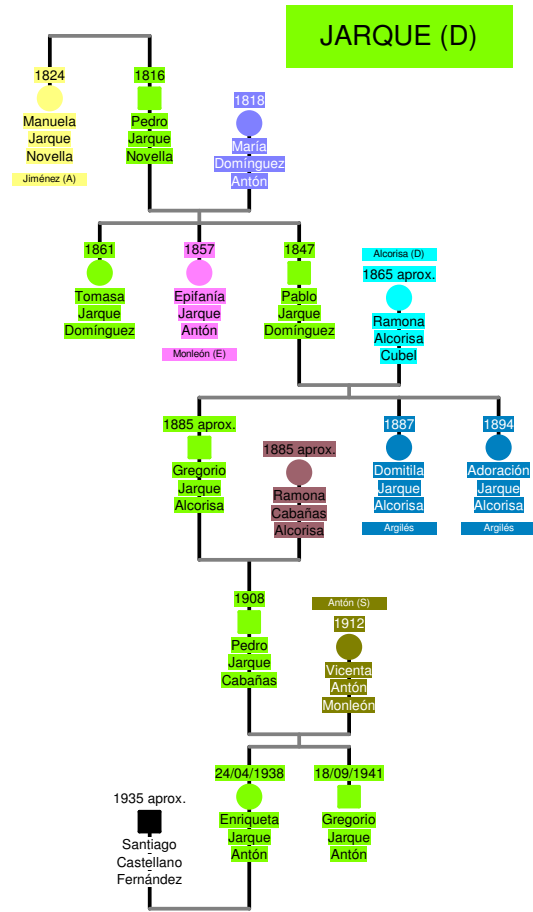 JARQUE (D)
1824
Manuela
Jarque
Novella
Jiménez (A)
1816
Pedro
Jarque
Novella
1818
María
Domínguez
Antón
1861
Tomasa
Jarque
Domínguez
1857
Epifanía
Jarque
Antón
Monleón (E)
1847
Pablo
Jarque
Domínguez
Alcorisa (D)
1865 aprox.
Ramona
Alcorisa
Cubel
1885 aprox.
Gregorio
Jarque
Alcorisa
1885 aprox.
Ramona
Cabañas
Alcorisa
1887
Domitila
Jarque
Alcorisa
Argilés
1894
Adoración
Jarque
Alcorisa
Argilés
1908
Pedro
Jarque
Cabañas
Antón (S)
1912
Vicenta
Antón
Monleón
1935 aprox.
Santiago
Castellano
Fernández
24/04/1938
Enriqueta
Jarque
Antón
18/09/1941
Gregorio
Jarque
Antón